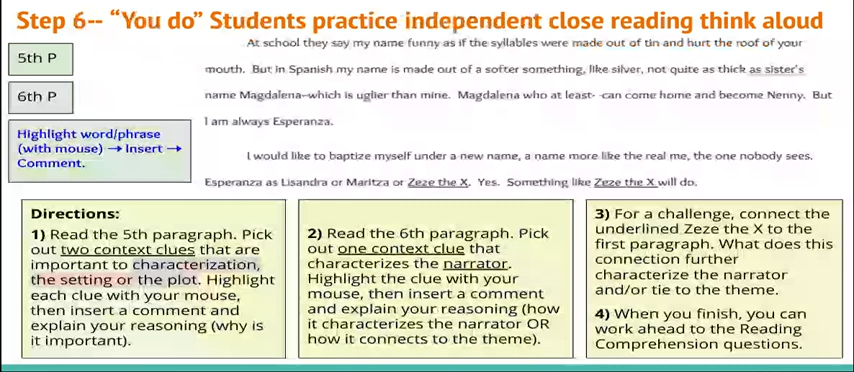 Step 6-- “You do” Students practice independent close reading think aloud
5th P
6th P
Highlight word/phrase
(with mouse) → Insert →
Comment.
At school they say my name funny as if the syllables were made out of tin and hurt the roof of your
mouth. But in Spanish my name is made out of a softer something, like silver, not quite as thick as sister's
name Magdalena—which is uglier than mine. Magdalena who at least- -can come home and become Nenny. But
I am always Esperanza.
I would like to baptize myself under a new name, a name more like the real me, the one nobody sees.
Esperanza as Lisandra or Maritza or Zeze the X. Yes. Something like Zeze the X will do.
Directions:
1) Read the 5th paragraph. Pick
out two context clues that are
important to characterization,
the setting or the plot. Highlight
each clue with your mouse,
then insert a comment and
explain your reasoning (why is
it important).
2) Read the 6th paragraph. Pick
out one context clue that
characterizes the narrator.
Highlight the clue with your
mouse, then insert a comment
and explain your reasoning (how
it characterizes the narrator OR
how it connects to the theme).
3) For a challenge, connect the
underlined Zeze the X to the
first paragraph. What does this
connection further
characterize the narrator
and/or tie to the theme.
4) When you finish, you can
work ahead to the Reading
Comprehension questions.